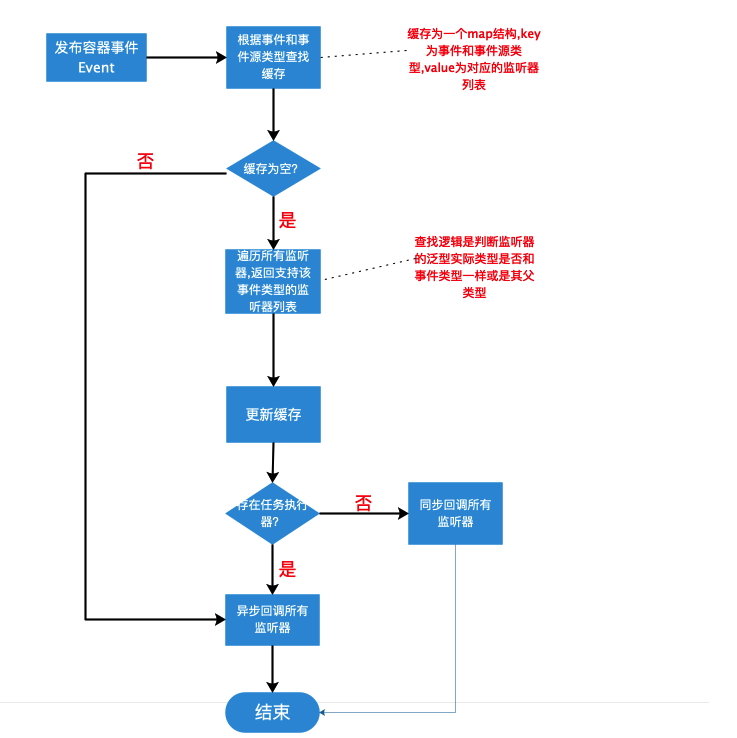 发布容器事件
Event
根据事件和事
件源类型查找
缓存
缓存为一个map结构,key
为事件和事件源类
型,value为对应的监听器
列表
缓存为空?
否
是
遍历所有监听
器,返回支持该
事件类型的监
听器列表
查找逻辑是判断监听器
的泛型实际类型是否和
事件类型一样或是其父
类型
更新缓存
存在任务执行
器?
否
同步回调所有
监听器
是
异步回调所有
监听器
结束